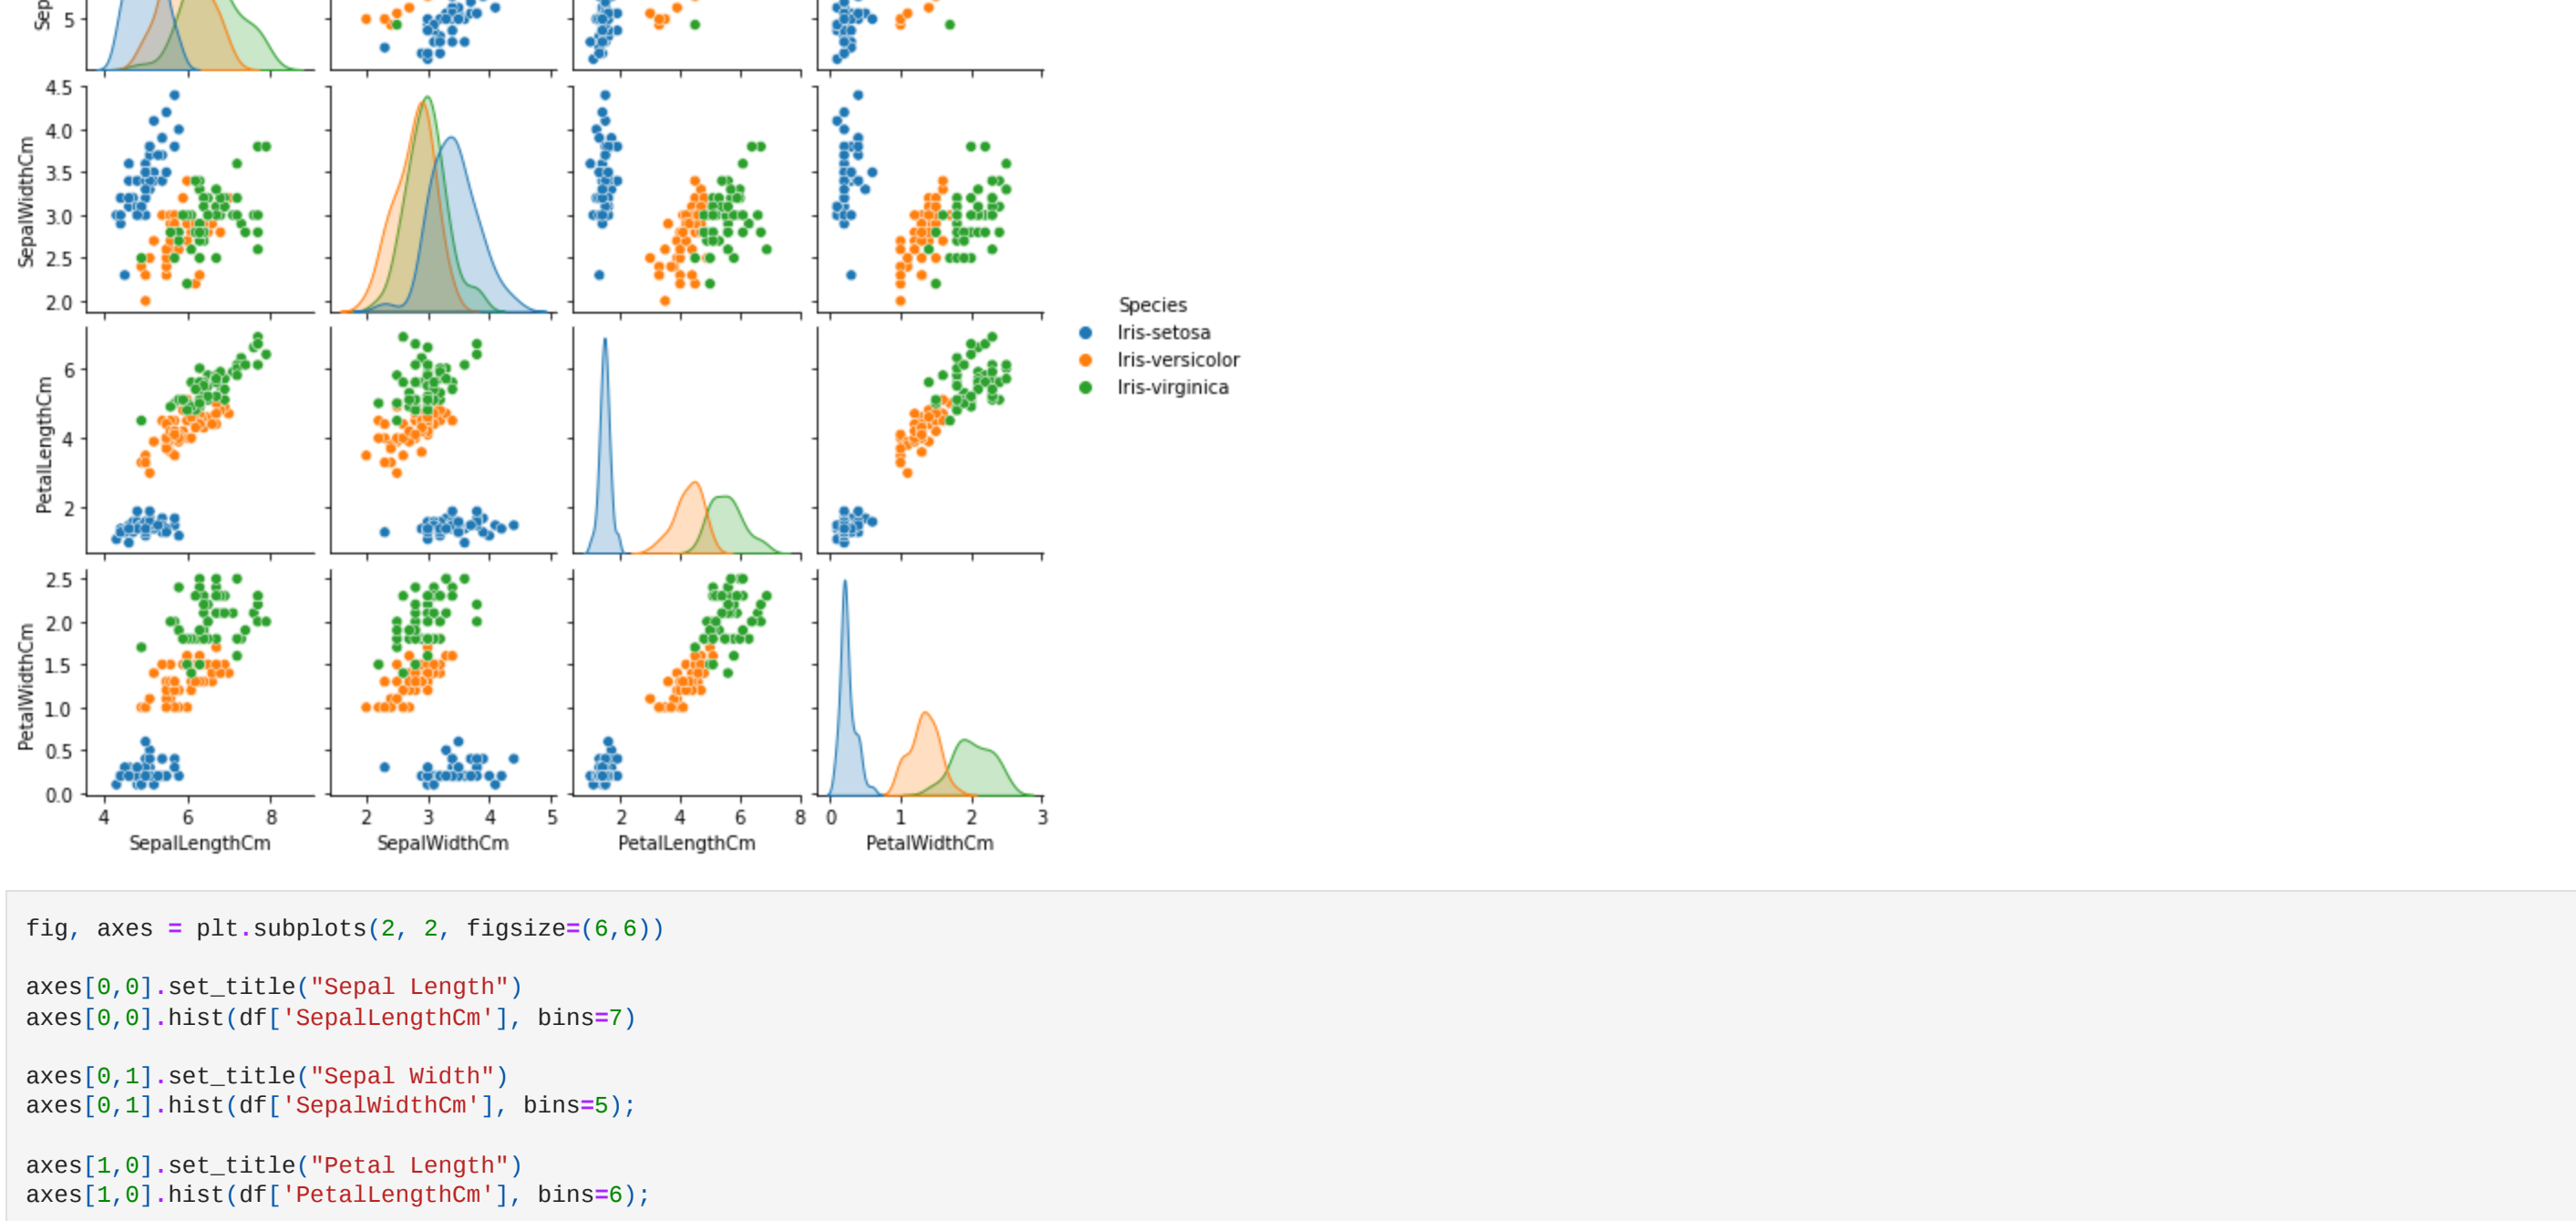 Sep
5
4.5
4.0
3.5
3.0
2.5
2.0
SepalWidthCm
Species
Iris-setosa
Iris-versicolor
Iris-virginica
6
4
2
PetalLengthCm
2.5
2.0
1.5
1.0
0.5
0.0
PetalWidthCm
4 6 8 2 3 4 5 2 4 6 8 0 1 2 3
SepalLengthCm SepalWidthCm PetalLengthCm PetalWidthCm
fig, axes = plt.subplots(2, 2, figsize=(6,6))
axes[0,0].set_title("Sepal Length")
axes[0,0].hist(df['SepalLengthCm'], bins=7)
axes[0,1].set_title("Sepal Width")
axes[0,1].hist(df['SepalWidthCm'], bins=5);
axes[1,0].set_title("Petal Length")
axes[1,0].hist(df['PetalLengthCm'], bins=6);